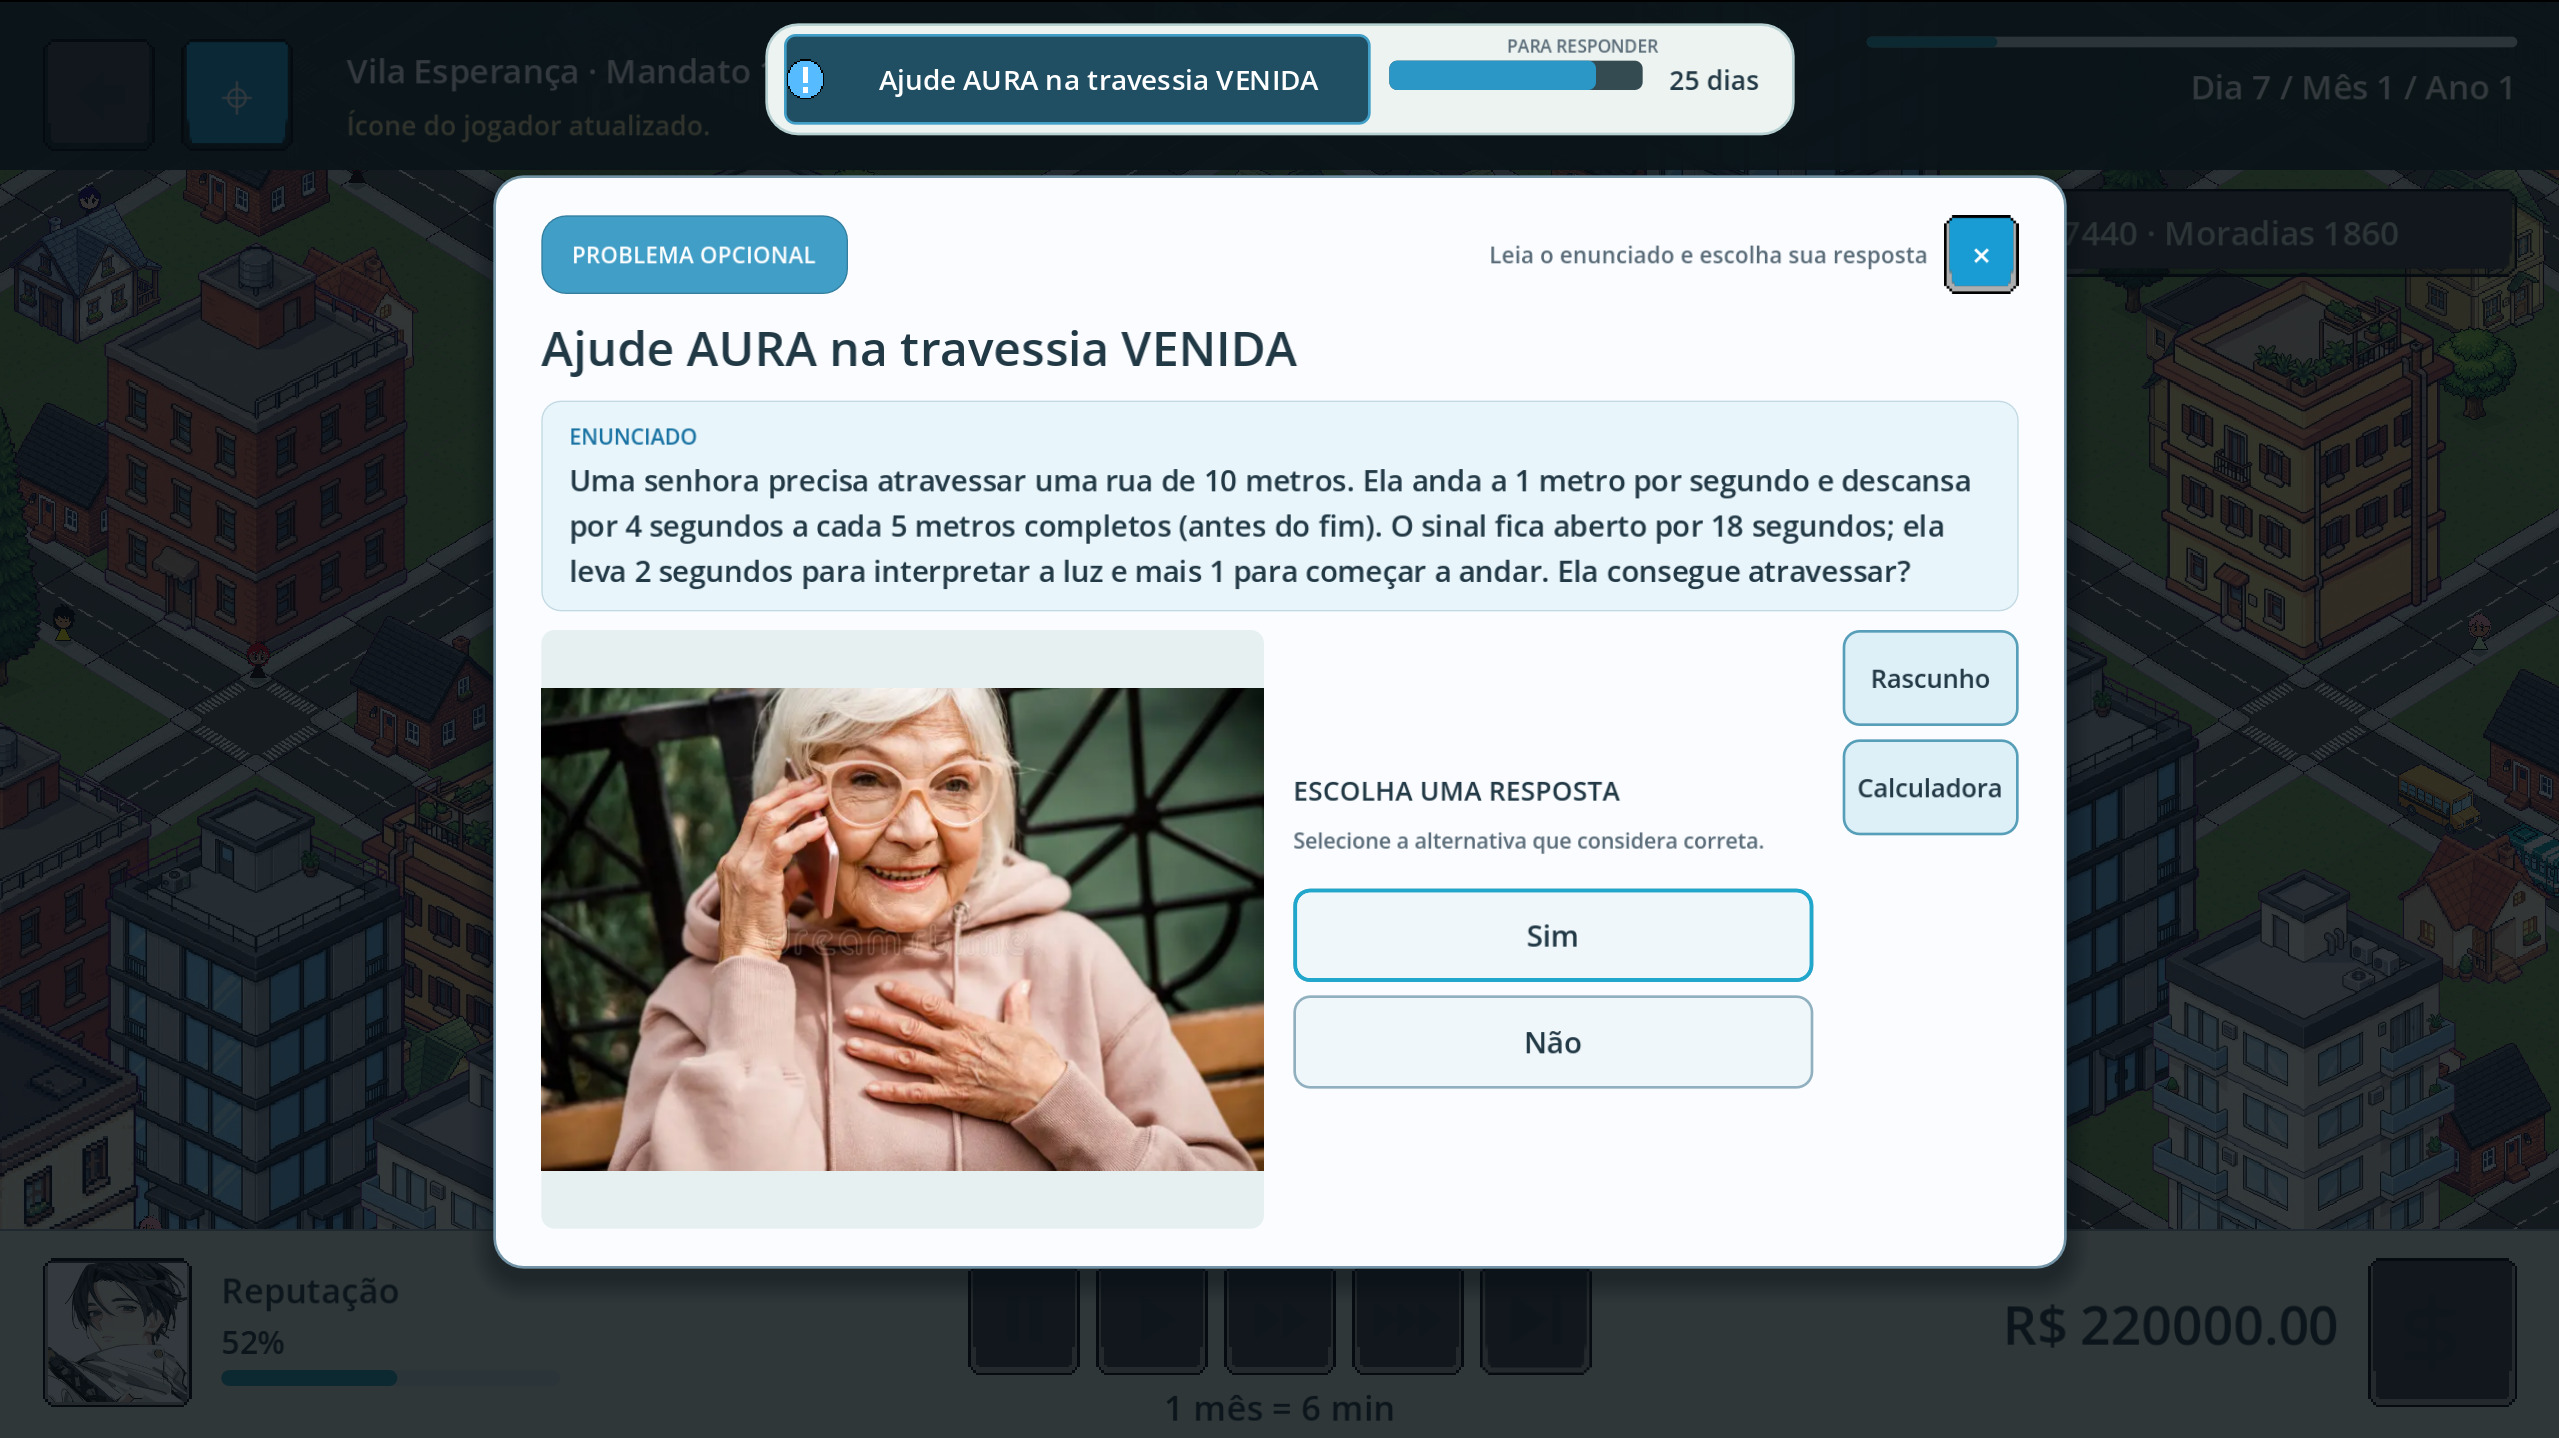 Vila Esperança · Mandato
Ícone do jogador atualizado.
Ajude AURA na travessia VENIDA
PARA RESPONDER
25 dias
Dia 7 / Mês 1 / Ano 1
7440 · Moradias 1860
PROBLEMA OPCIONAL
Leia o enunciado e escolha sua resposta
×
Ajude AURA na travessia VENIDA
ENUNCIADO
Uma senhora precisa atravessar uma rua de 10 metros. Ela anda a 1 metro por segundo e descansa
por 4 segundos a cada 5 metros completos (antes do fim). O sinal fica aberto por 18 segundos; ela
leva 2 segundos para interpretar a luz e mais 1 para começar a andar. Ela consegue atravessar?
dreamstime
Rascunho
Calculadora
ESCOLHA UMA RESPOSTA
Selecione a alternativa que considera correta.
Sim
Não
Reputação
52%
1 mês = 6 min
R$ 220000.00